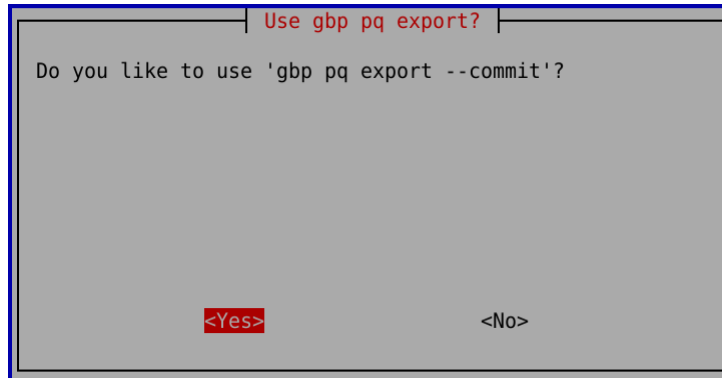 Use gbp pq export?
Do you like to use 'gbp pq export --commit'?
<Yes> <No>